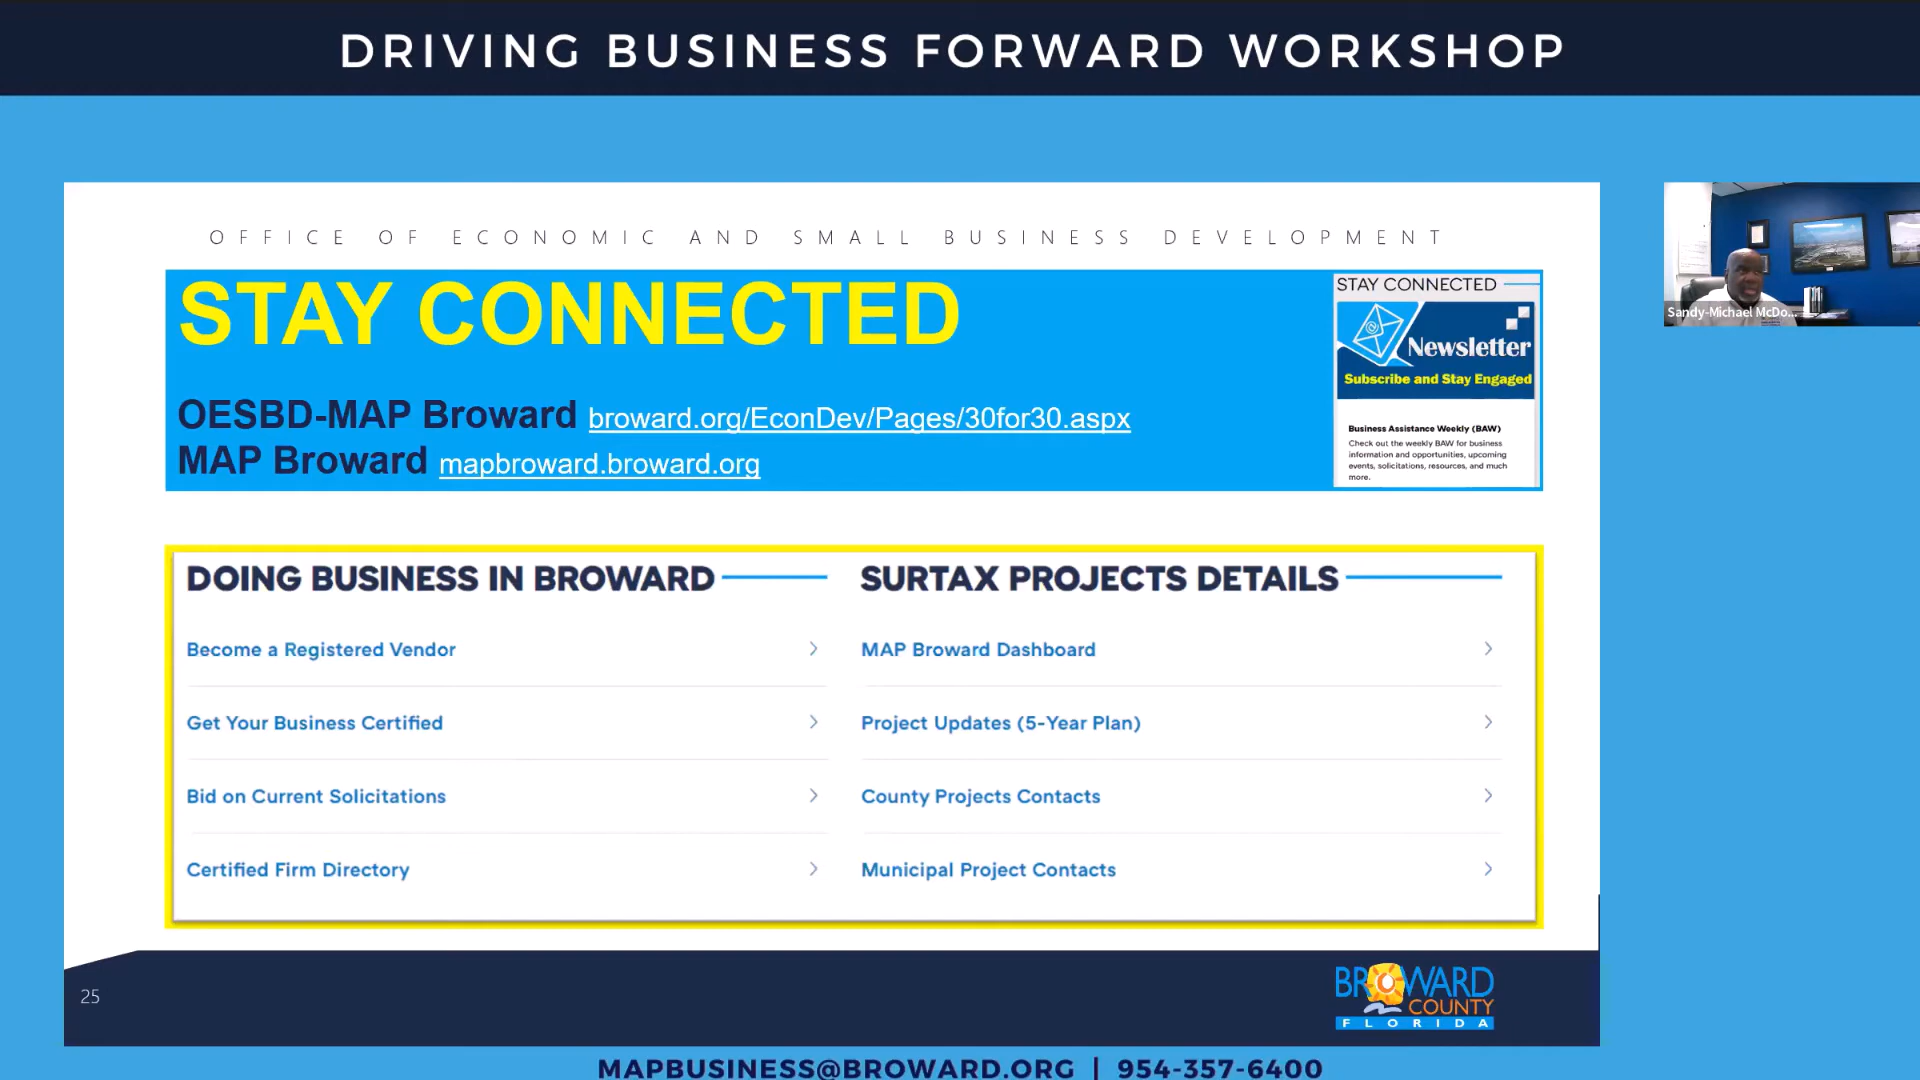 DRIVING BUSINESS FORWARD WORKSHOP
OFFICE OF ECONOMIC AND SMALL BUSINESS DEVELOPMENT
STAY CONNECTED
OESBD-MAP Broward broward.org/EconDev/Pages/30for30.aspx
MAP Broward mapbroward.broward.org
STAY CONNECTED
@
Newsletter
Subscribe and Stay Engaged
Business Assistance Weekly (BAW)
Check out the weekly BAW for business
information and opportunities, upcoming
events, solicitations, resources, and much
more.
Sandy-Michael McDo...
DOING BUSINESS IN BROWARD
Become a Registered Vendor
Get Your Business Certified
Bid on Current Solicitations
Certified Firm Directory
SURTAX PROJECTS DETAILS
MAP Broward Dashboard
Project Updates (5-Year Plan)
County Projects Contacts
Municipal Project Contacts
25
BROWARD
COUNTY
FLORIDA
MAPBUSINESS@BROWARD.ORG | 954-357-6400